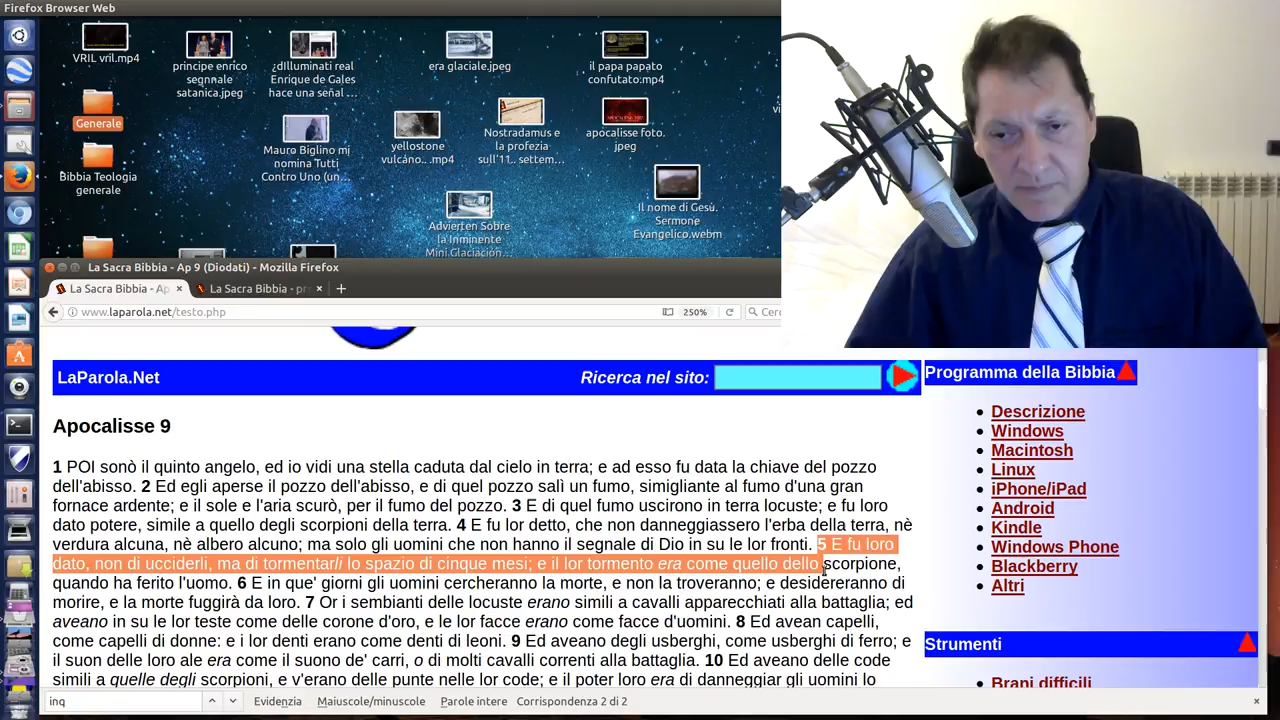 Firefox Browser Web
VRIL vril.mp4
principe enrico
segnnale
satanica.jpeg
¿dIlluminati real
Enrique de Gales
hace una señal ...
era glaciale.jpeg
il papa papato
confutato:mp4
Generale
Mauro Biglino mi
nomina Tutti
Contro Uno (un...
yellostone
vulcáno.. ..mp4
Nostradamus e
la profezia
sull'11.. settem...
apocalisse foto.
jpeg
Bibbia Teologia
generale
Advierten Sobre
la Inminente
Mini Glaciación...
Il nome di Gesù.
Sermone
Evangelico.webm
La Sacra Bibbia - Ap 9 (Diodati) - Mozilla Firefox
La Sacra Bibbia - Ap × La Sacra Bibbia - pr × +
www.laparola.net/testo.php 250% Cerc
LaParola.Net Ricerca nel sito:
Apocalisse 9
1 POI sonò il quinto angelo, ed io vidi una stella caduta dal cielo in terra; e ad esso fu data la chiave del pozzo
dell'abisso. 2 Ed egli aperse il pozzo dell'abisso, e di quel pozzo salì un fumo, simigliante al fumo d'una gran
fornace ardente; e il sole e l'aria scurò, per il fumo del pozzo. 3 E di quel fumo uscirono in terra locuste; e fu loro
dato potere, simile a quello degli scorpioni della terra. 4 E fu lor detto, che non danneggiassero l'erba della terra, nè
verdura alcuna, nè albero alcuno; ma solo gli uomini che non hanno il segnale di Dio in su le lor fronti. 5 E fu loro
dato, non di ucciderli, ma di tormentarli lo spazio di cinque mesi; e il lor tormento era come quello dello scorpione,
quando ha ferito l'uomo. 6 E in que' giorni gli uomini cercheranno la morte, e non la troveranno; e desidereranno di
morire, e la morte fuggirà da loro. 7 Or i sembianti delle locuste erano simili a cavalli apparecchiati alla battaglia; ed
aveano in su le lor teste come delle corone d'oro, e le lor facce erano come facce d'uomini. 8 Ed avean capelli,
come capelli di donne: e i lor denti erano come denti di leoni. 9 Ed aveano degli usberghi, come usberghi di ferro; e
il suon delle loro ale era come il suono de' carri, o di molti cavalli correnti alla battaglia. 10 Ed aveano delle code
simili a quelle degli scorpioni, e v'erano delle punte nelle lor code; e il poter loro era di danneggiar gli uomini lo
Programma della Bibbia
Descrizione
Windows
Macintosh
Linux
iPhone/iPad
Android
Kindle
Windows Phone
Blackberry
Altri
Strumenti
Brani difficili
inq Evidenzia Maiuscole/minuscole Parole intere Corrispondenza 2 di 2 ×